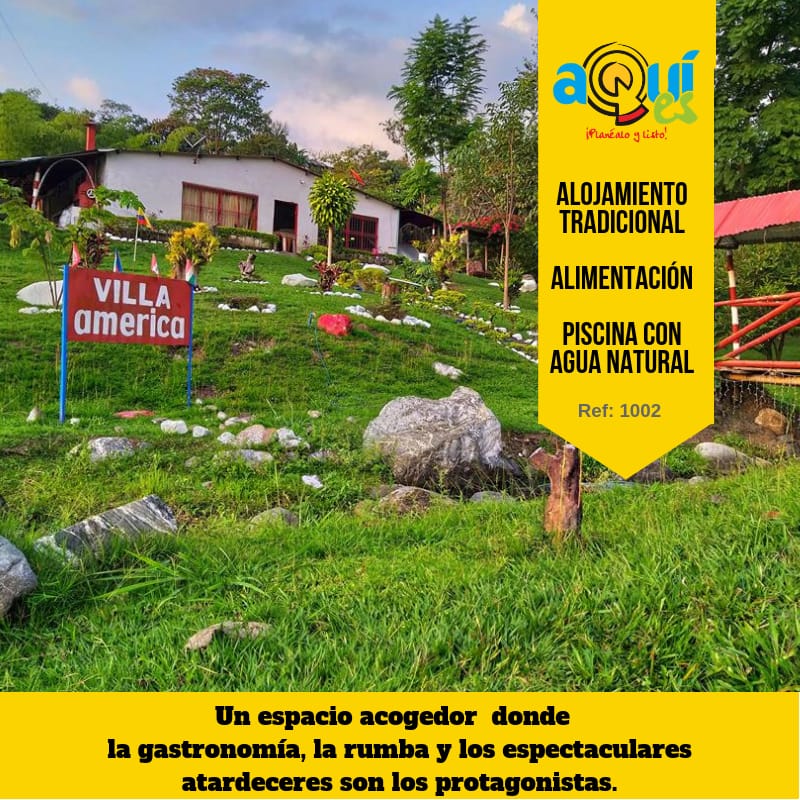 aQUÍ
es
¡Planéalo y listo!
ALOJAMIENTO
TRADICIONAL
ALIMENTACIÓN
PISCINA CON
AGUA NATURAL
Ref: 1002
VILLA
america
Un espacio acogedor donde
la gastronomía, la rumba y los espectaculares
atardeceres son los protagonistas.